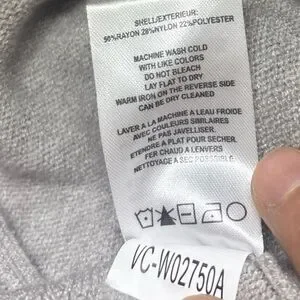 SHELL/EXTERIEUR:
50%RAYON 28%NYLON 22%POLYESTER
MACHINE WASH COLD
WITH LIKE COLORS
DO NOT BLEACH
LAY FLAT TO DRY
WARM IRON ON THE REVERSE SIDE
CAN BE DRY CLEANED
LAVER A LA MACHINE A LEAU FROIDE
AVEC COULEURS SIMILAIRES
NE PAS JAVELLISER.
ETENDRE A PLAT POUR SECHER.
FER CHAUD A LENVERS
NETTOYAGE A SEC POSSIBLE
VC-W02750A